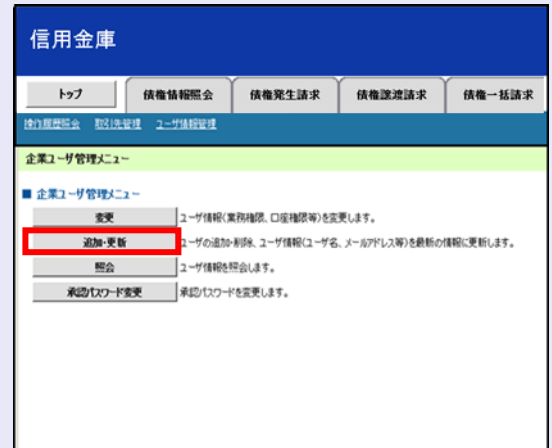 信用金庫
トップ 債権情報照会 債権発生請求 債権譲渡請求 債権一括請求
操作履歴照会 取引先管理 ユーザ情報管理
企業ユーザ管理メニュー
■ 企業ユーザ管理メニュー
変更 ユーザ情報(業務権限、口座権限等)を変更します。
追加・更新 ユーザの追加・削除、ユーザ情報(ユーザ名、メールアドレス等)を最新の情報に更新します。
照会 ユーザ情報を照会します。
承認パスワード変更 承認パスワードを変更します。